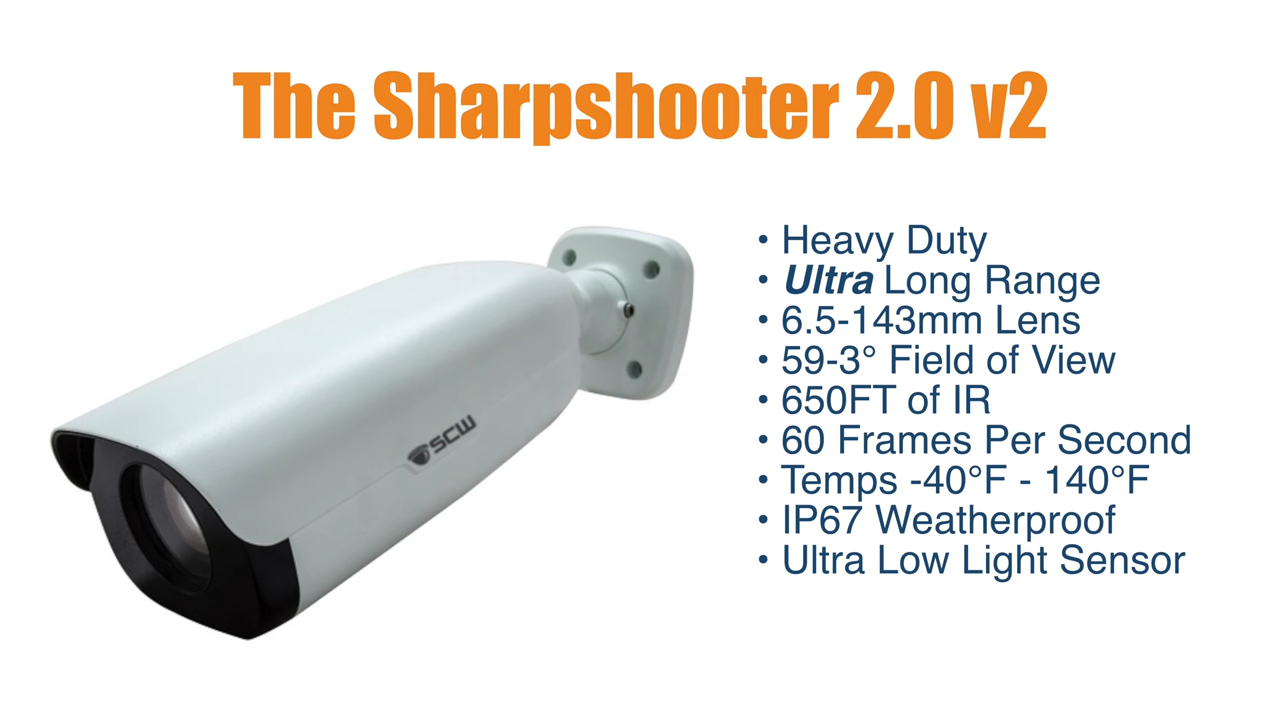 The Sharpshooter 2.0 v2
SCW
• Heavy Duty
• Ultra Long Range
• 6.5-143mm Lens
• 59-3° Field of View
• 650FT of IR
• 60 Frames Per Second
• Temps -40°F - 140°F
• IP67 Weatherproof
• Ultra Low Light Sensor